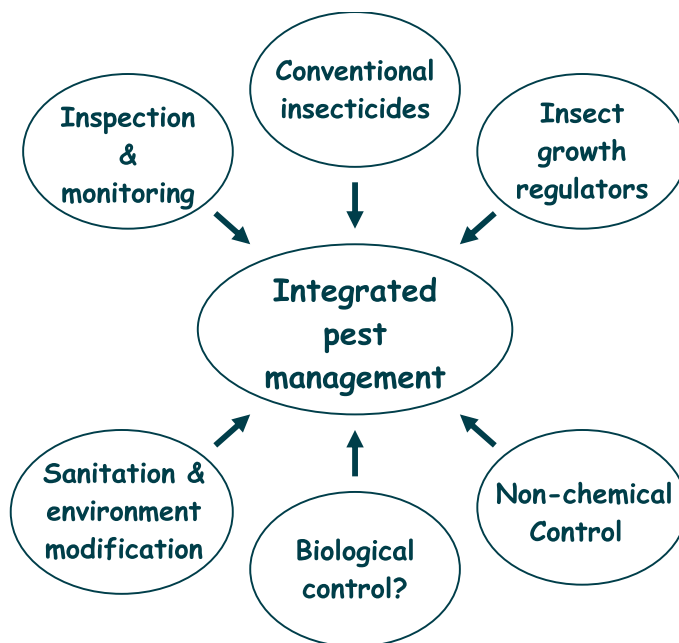 Conventional
insecticides
Inspection
&
monitoring
Insect
growth
regulators
Integrated
pest
management
Sanitation &
environment
modification
Biological
control?
Non-chemical
Control